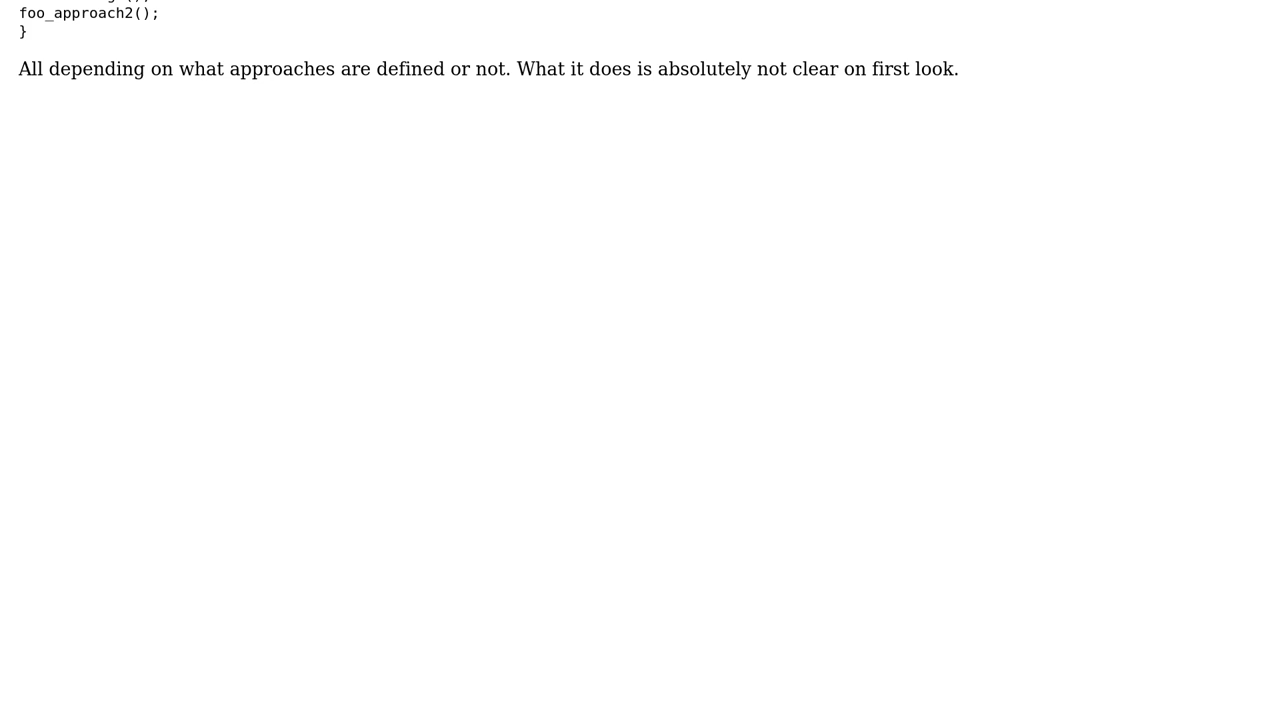 foo_approach2();
}
All depending on what approaches are defined or not. What it does is absolutely not clear on first look.